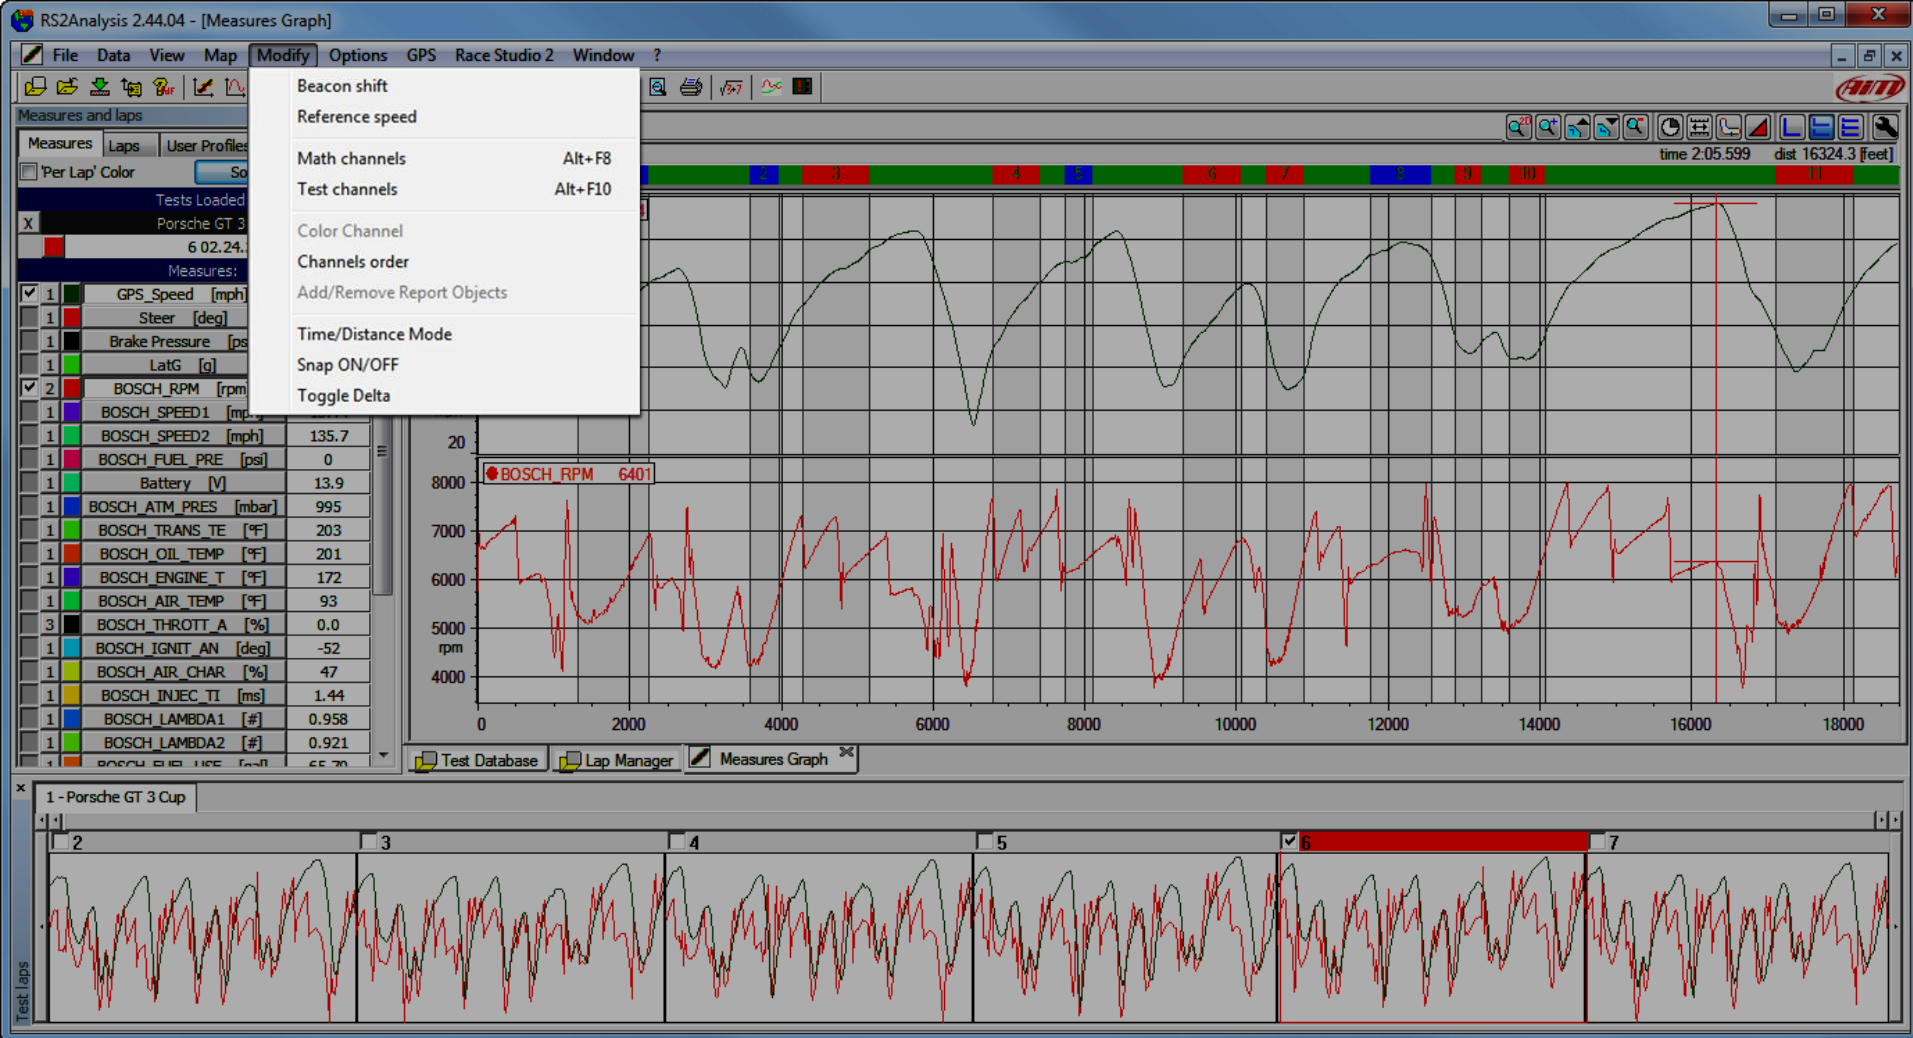 RS2Analysis 2.44.04 - [Measures Graph]
File Data View Map Modify Options GPS Race Studio 2 Window ?
AiM
Measures and laps
Measures Laps User Profiles
'Per Lap' Color So
Tests Loaded
X Porsche GT 3
6 02.24.
Measures:
1 GPS_Speed [mph]
1 Steer [deg]
1 Brake Pressure [ps
1 LatG [g]
2 BOSCH_RPM [rpm]
1 BOSCH_SPEED1
1 BOSCH_SPEED2 [mph] 135.7
1 BOSCH_FUEL_PRE [psi] 0
1 Battery [V] 13.9
1 BOSCH_ATM_PRES [mbar] 995
1 BOSCH_TRANS_TE [°F] 203
1 BOSCH_OIL_TEMP [°F] 201
1 BOSCH_ENGINE_T [°F] 172
1 BOSCH_AIR_TEMP [°F] 93
3 BOSCH_THROTT_A [%] 0.0
1 BOSCH_IGNIT_AN [deg] -52
1 BOSCH_AIR_CHAR [%] 47
1 BOSCH_INJEC_TI [ms] 1.44
1 BOSCH_LAMBDA1 [#] 0.958
1 BOSCH_LAMBDA2 [#] 0.921
Beacon shift
Reference speed
Math channels Alt+F8
Test channels Alt+F10
Color Channel
Channels order
Add/Remove Report Objects
Time/Distance Mode
Snap ON/OFF
Toggle Delta
time 2:05.599 dist 16324.3 [feet]
2 3 4 5 6 7 8 9 10 11
20
BOSCH_RPM 6401
8000
7000
6000
5000
rpm
4000
0 2000 4000 6000 8000 10000 12000 14000 16000 18000
Test Database Lap Manager Measures Graph
1 - Porsche GT 3 Cup
2 3 4 5 6 7
Test laps